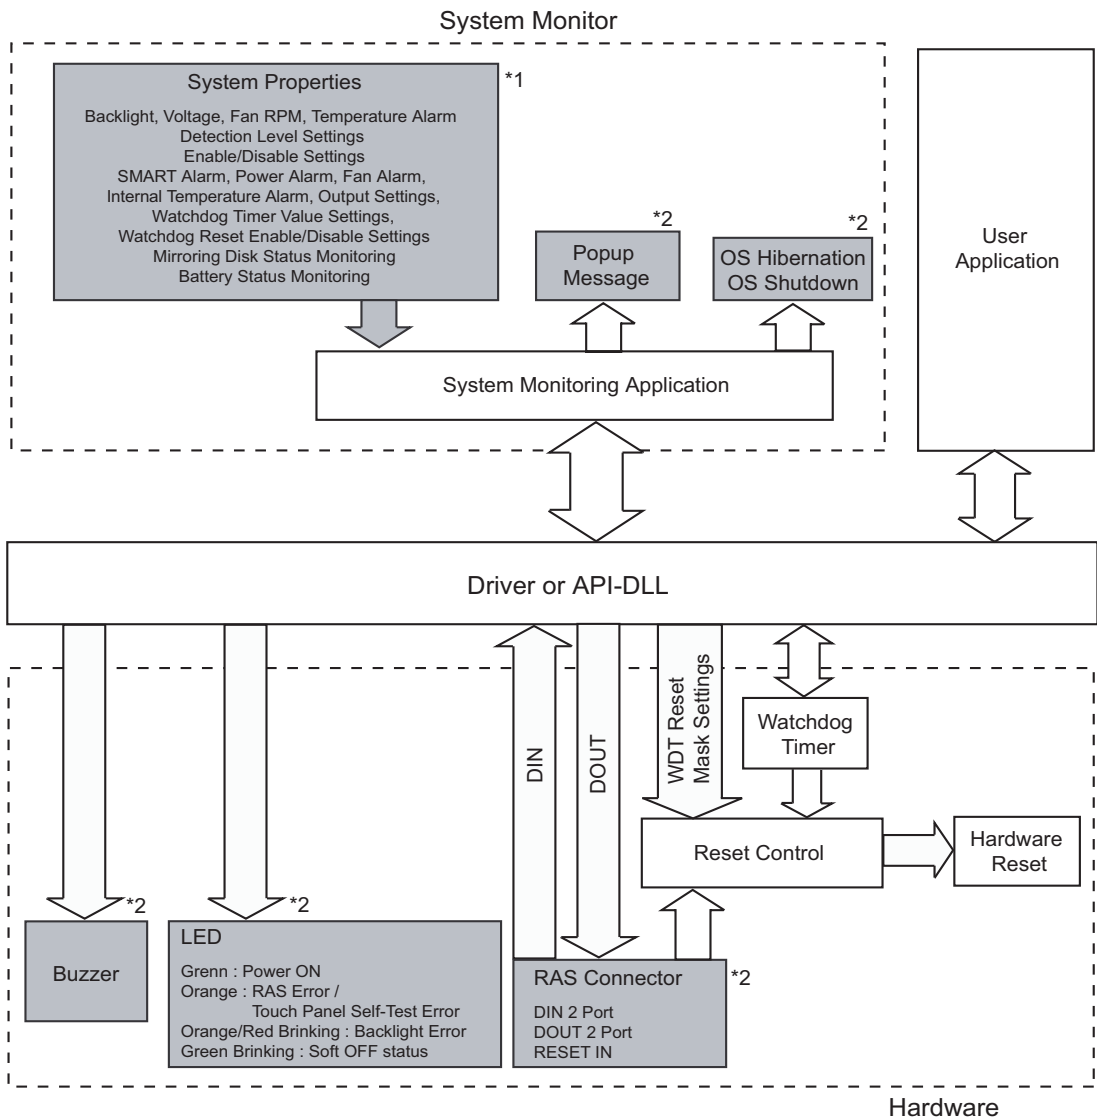 System Monitor
System Properties
*1
Backlight, Voltage, Fan RPM, Temperature Alarm
Detection Level Settings
Enable/Disable Settings
SMART Alarm, Power Alarm, Fan Alarm,
Internal Temperature Alarm, Output Settings,
Watchdog Timer Value Settings,
Watchdog Reset Enable/Disable Settings
Mirroring Disk Status Monitoring
Battery Status Monitoring
*2
Popup
Message
*2
OS Hibernation
OS Shutdown
User
Application
System Monitoring Application
Driver or API-DLL
DIN
DOUT
WDT Reset
Mask Settings
Watchdog
Timer
Reset Control
Hardware
Reset
*2
Buzzer
*2
LED
Grenn : Power ON
Orange : RAS Error /
Touch Panel Self-Test Error
Orange/Red Brinking : Backlight Error
Green Brinking : Soft OFF status
RAS Connector
*2
DIN 2 Port
DOUT 2 Port
RESET IN
Hardware